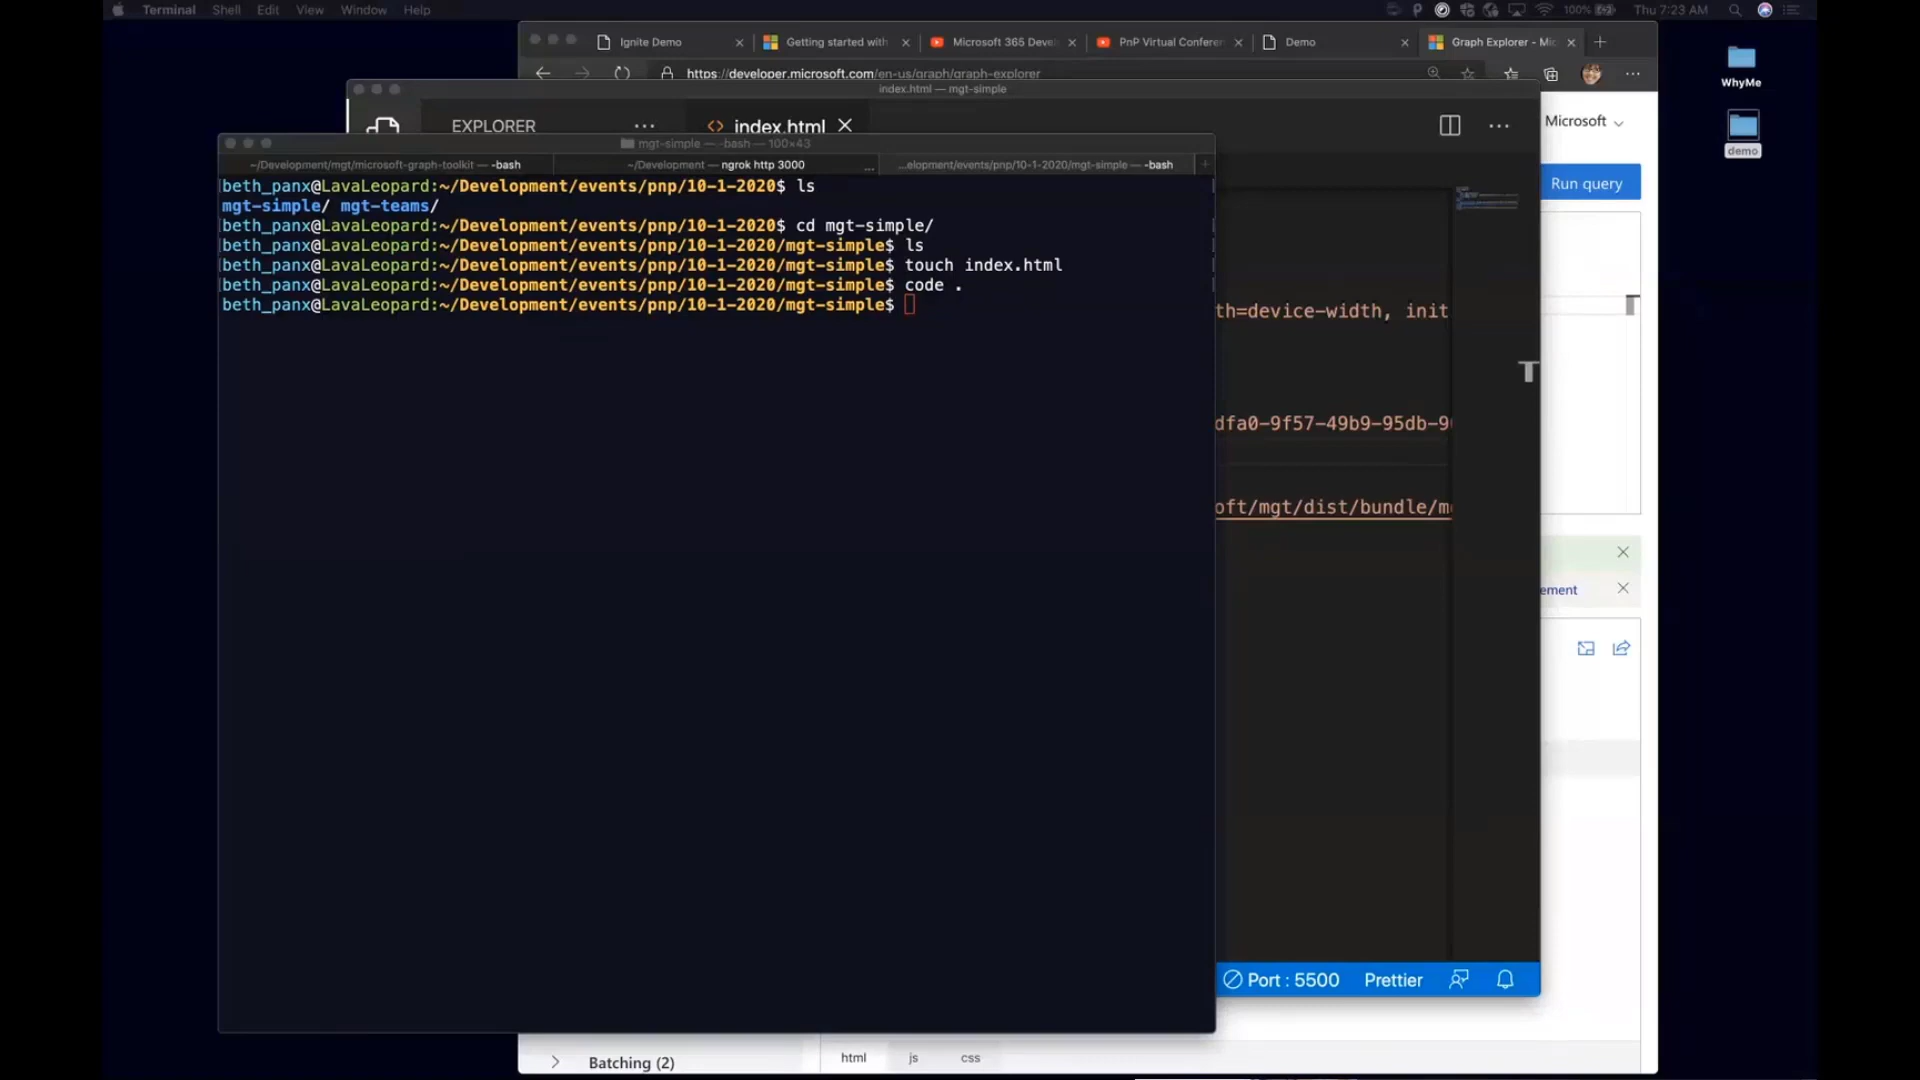 Terminal Shell Edit View Window Help 100% Thu 7:23 AM
Ignite Demo Getting started with Microsoft 365 Deve PnP Virtual Conferen Demo Graph Explorer - Mic
https://developer.microsoft.com/en-us/graph/graph-explorer
index.html — mgt-simple
WhyMe
EXPLORER index.html
Microsoft
mgt-simple — -bash — 100×43
demo
~/Development/mgt/microsoft-graph-toolkit — -bash ~/Development — ngrok http 3000 ... ...elopment/events/pnp/10-1-2020/mgt-simple — -bash
beth_panx@LavaLeopard:~/Development/events/pnp/10-1-2020$ ls
Run query
mgt-simple/ mgt-teams/
beth_panx@LavaLeopard:~/Development/events/pnp/10-1-2020$ cd mgt-simple/
beth_panx@LavaLeopard:~/Development/events/pnp/10-1-2020/mgt-simple$ ls
beth_panx@LavaLeopard:~/Development/events/pnp/10-1-2020/mgt-simple$ touch index.html
beth_panx@LavaLeopard:~/Development/events/pnp/10-1-2020/mgt-simple$ code .
beth_panx@LavaLeopard:~/Development/events/pnp/10-1-2020/mgt-simple$
th=device-width, init
dfa0-9f57-49b9-95db-9
oft/mgt/dist/bundle/m
ement
Port : 5500 Prettier
Batching (2) html js css